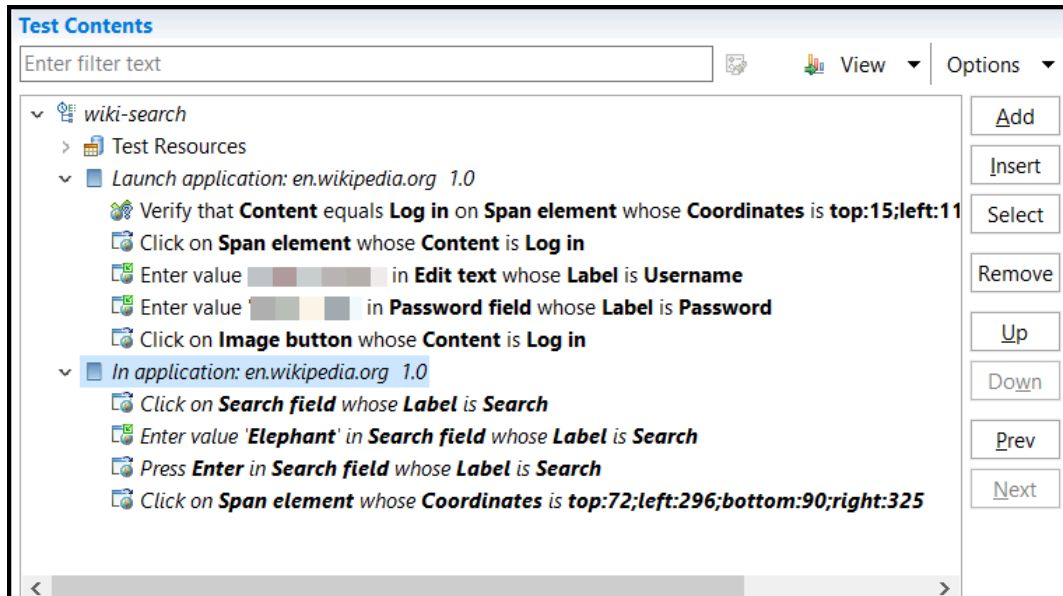 Test Contents
Enter filter text
View
Options
wiki-search
Test Resources
Launch application: en.wikipedia.org 1.0
Verify that Content equals Log in on Span element whose Coordinates is top:15;left:11
Click on Span element whose Content is Log in
Enter value in Edit text whose Label is Username
Enter value ' in Password field whose Label is Password
Click on Image button whose Content is Log in
In application: en.wikipedia.org 1.0
Click on Search field whose Label is Search
Enter value 'Elephant' in Search field whose Label is Search
Press Enter in Search field whose Label is Search
Click on Span element whose Coordinates is top:72;left:296;bottom:90;right:325
Add
Insert
Select
Remove
Up
Down
Prev
Next